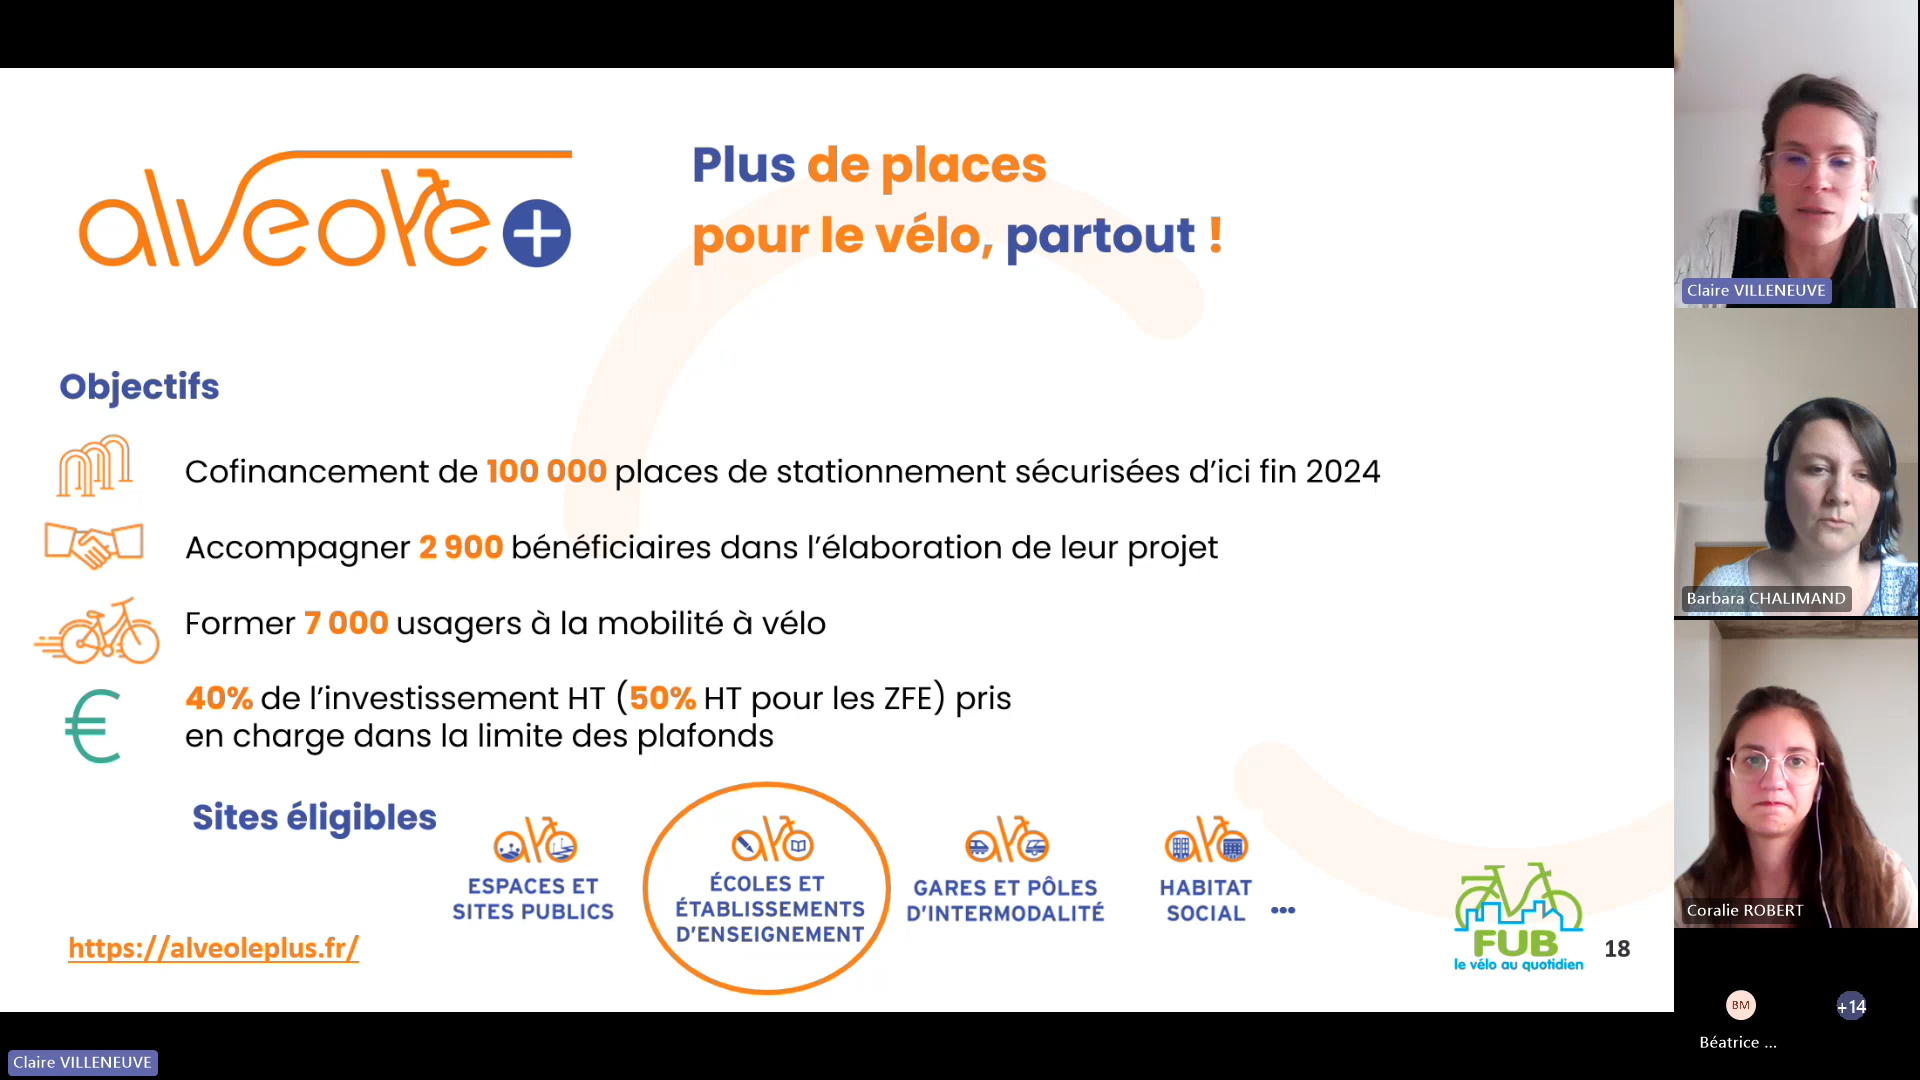 alveole+
Plus de places
pour le vélo, partout !
Objectifs
Cofinancement de 100 000 places de stationnement sécurisées d’ici fin 2024
Accompagner 2 900 bénéficiaires dans l’élaboration de leur projet
Former 7 000 usagers à la mobilité à vélo
€
40% de l’investissement HT (50% HT pour les ZFE) pris
en charge dans la limite des plafonds
Sites éligibles
ESPACES ET
SITES PUBLICS
ÉCOLES ET
ÉTABLISSEMENTS
D’ENSEIGNEMENT
GARES ET PÔLES
D’INTERMODALITÉ
HABITAT
SOCIAL ...
https://alveoleplus.fr/
FUB
le vélo au quotidien
18
Claire VILLENEUVE
Barbara CHALIMAND
Coralie ROBERT
BM
+14
Béatrice ...
Claire VILLENEUVE